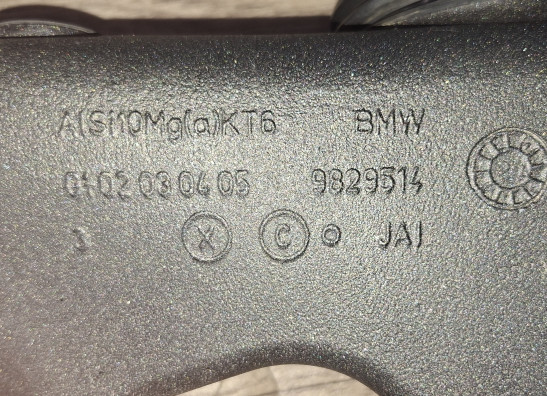 AlSi10Mg(a)KT6 BMW
01 02 03 04 05 9829514
3 X C JAI